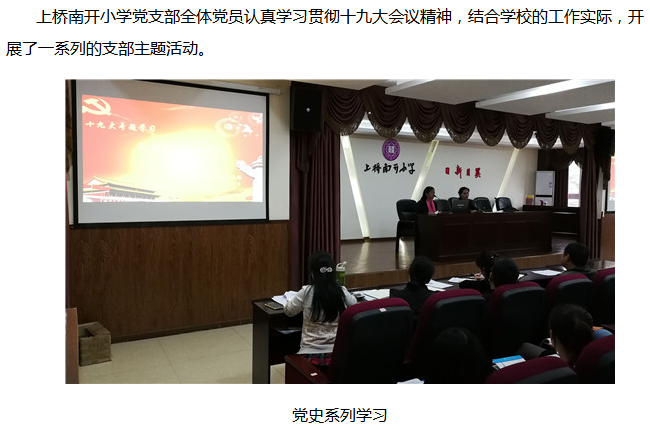 上桥南开小学党支部全体党员认真学习贯彻十九大会议精神，结合学校的工作实际，开
展了一系列的支部主题活动。
十九大专题学习
上桥南开小学
日新月异
党史系列学习